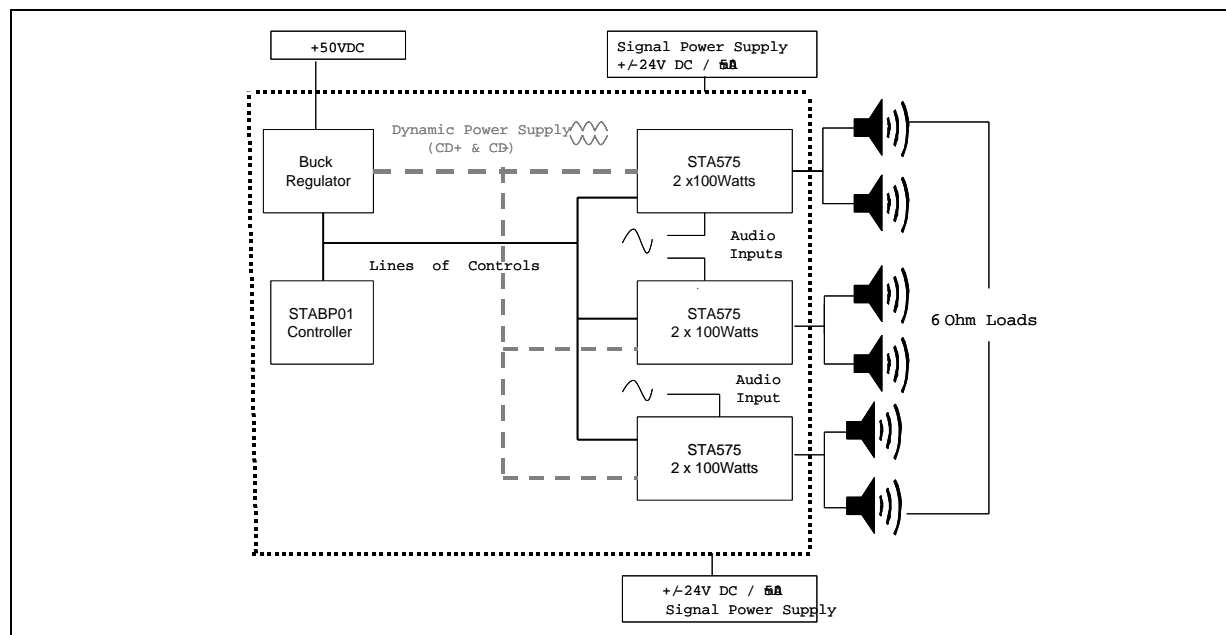 +50VDC
Signal Power Supply
+/-24V DC /
Dynamic Power Supply
(CD+ & CD-)
Buck
Regulator
STA575
2 x100Watts
Audio
Inputs
Lines of Controls
STABP01
Controller
STA575
2 x 100Watts
6 Ohm Loads
Audio
Input
STA575
2 x 100Watts
+/-24V DC /
Signal Power Supply